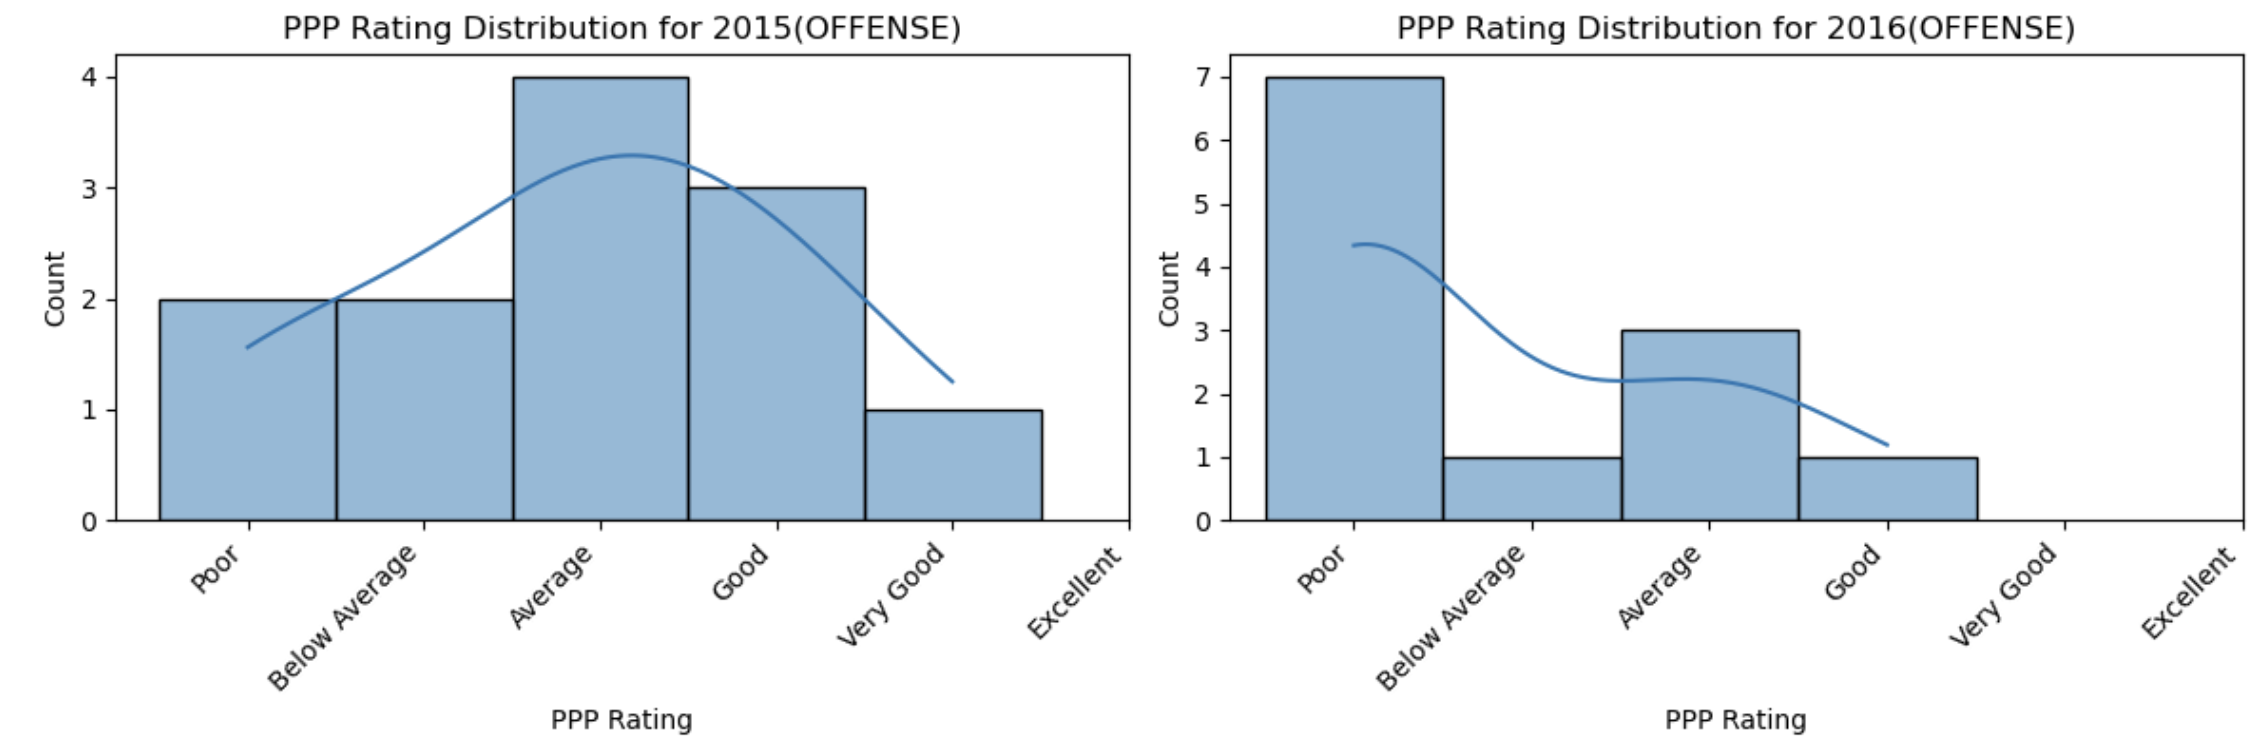 PPP Rating Distribution for 2015(OFFENSE)
4
3
2
1
0
Count
Poor
Below Average
Average
Good
Very Good
Excellent
PPP Rating
PPP Rating Distribution for 2016(OFFENSE)
7
6
5
4
3
2
1
0
Count
Poor
Below Average
Average
Good
Very Good
Excellent
PPP Rating